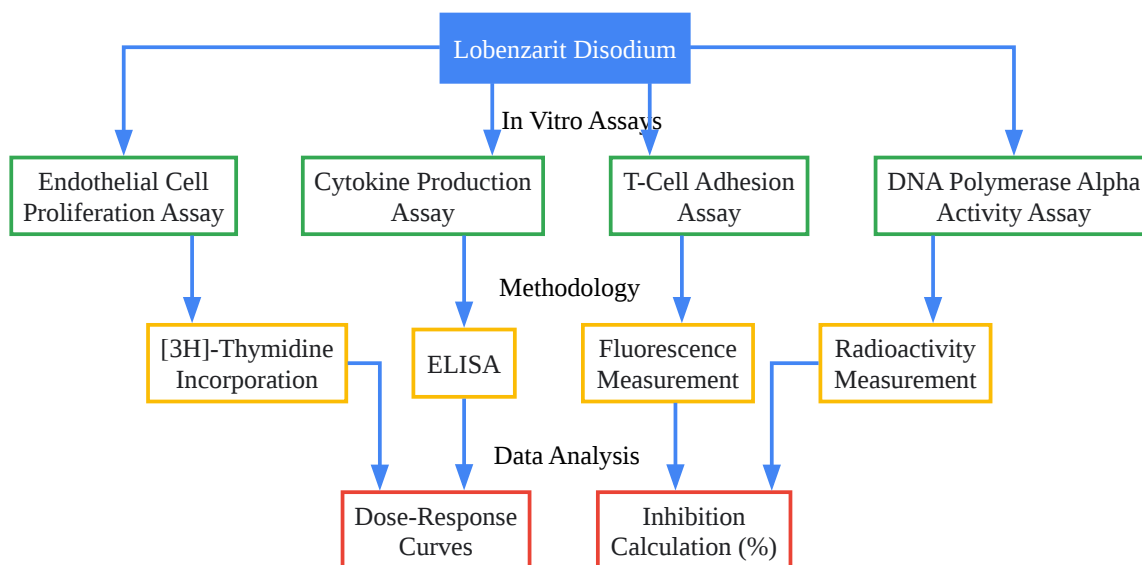 Lobenzarit Disodium
In Vitro Assays
Endothelial Cell
Proliferation Assay
Cytokine Production
Assay
T-Cell Adhesion
Assay
DNA Polymerase Alpha
Activity Assay
Methodology
[3H]-Thymidine
Incorporation
ELISA
Fluorescence
Measurement
Radioactivity
Measurement
Data Analysis
Dose-Response
Curves
Inhibition
Calculation (%)